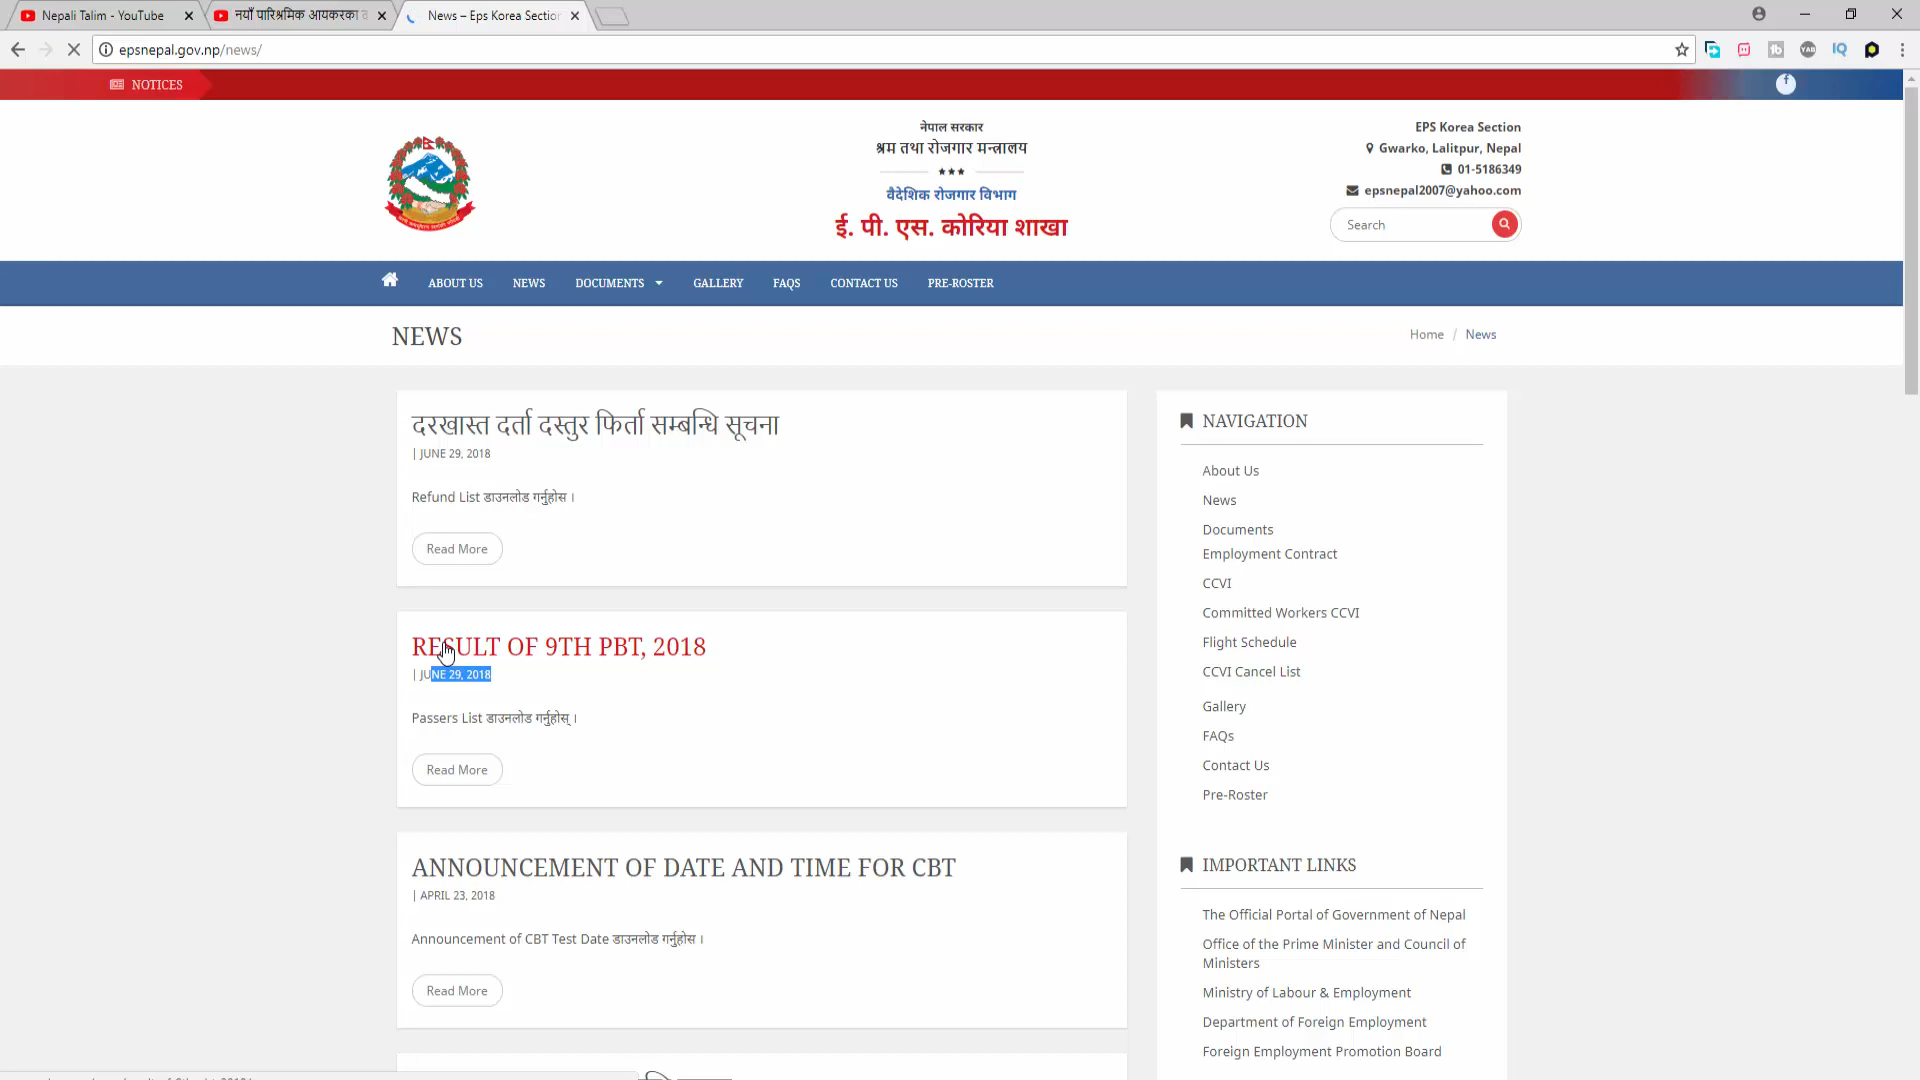 Nepali Talim - YouTube
नयाँ पारिश्रमिक आयकरका
News – Eps Korea Section
epsnepal.gov.np/news/
NOTICES
नेपाल सरकार
श्रम तथा रोजगार मन्त्रालय
वैदेशिक रोजगार विभाग
ई. पी. एस. कोरिया शाखा
EPS Korea Section
Gwarko, Lalitpur, Nepal
01-5186349
epsnepal2007@yahoo.com
Search
ABOUT US NEWS DOCUMENTS GALLERY FAQS CONTACT US PRE-ROSTER
NEWS
Home / News
दरखास्त दर्ता दस्तुर फिर्ता सम्बन्धि सूचना
| JUNE 29, 2018
Refund List डाउनलोड गर्नुहोस ।
Read More
RESULT OF 9TH PBT, 2018
| JUNE 29, 2018
Passers List डाउनलोड गर्नुहोस् ।
Read More
ANNOUNCEMENT OF DATE AND TIME FOR CBT
| APRIL 23, 2018
Announcement of CBT Test Date डाउनलोड गर्नुहोस ।
Read More
NAVIGATION
About Us
News
Documents
Employment Contract
CCVI
Committed Workers CCVI
Flight Schedule
CCVI Cancel List
Gallery
FAQs
Contact Us
Pre-Roster
IMPORTANT LINKS
The Official Portal of Government of Nepal
Office of the Prime Minister and Council of
Ministers
Ministry of Labour & Employment
Department of Foreign Employment
Foreign Employment Promotion Board